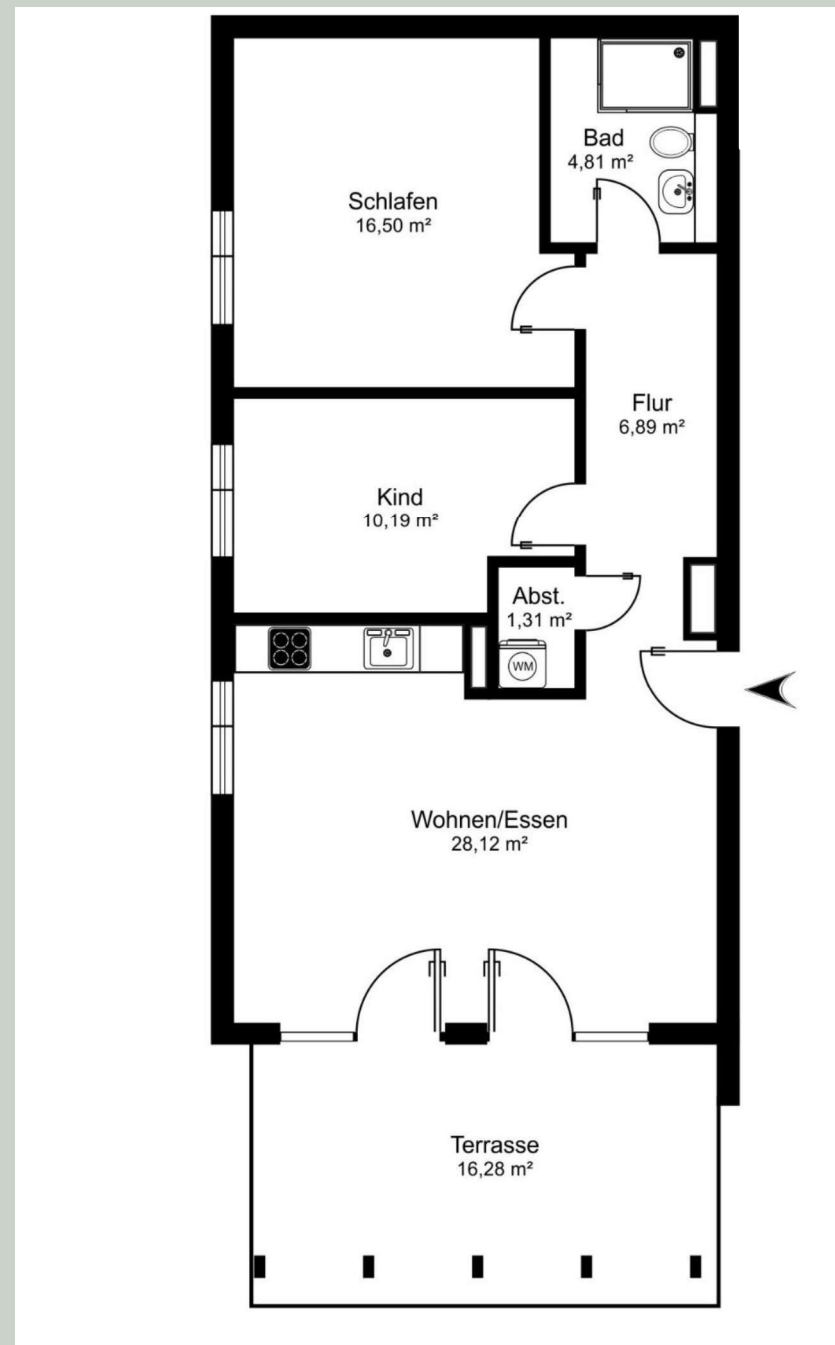 Bad
4,81 m²
Schlafen
16,50 m²
Flur
6,89 m²
Kind
10,19 m²
Abst.
1,31 m²
WM
Wohnen/Essen
28,12 m²
Terrasse
16,28 m²